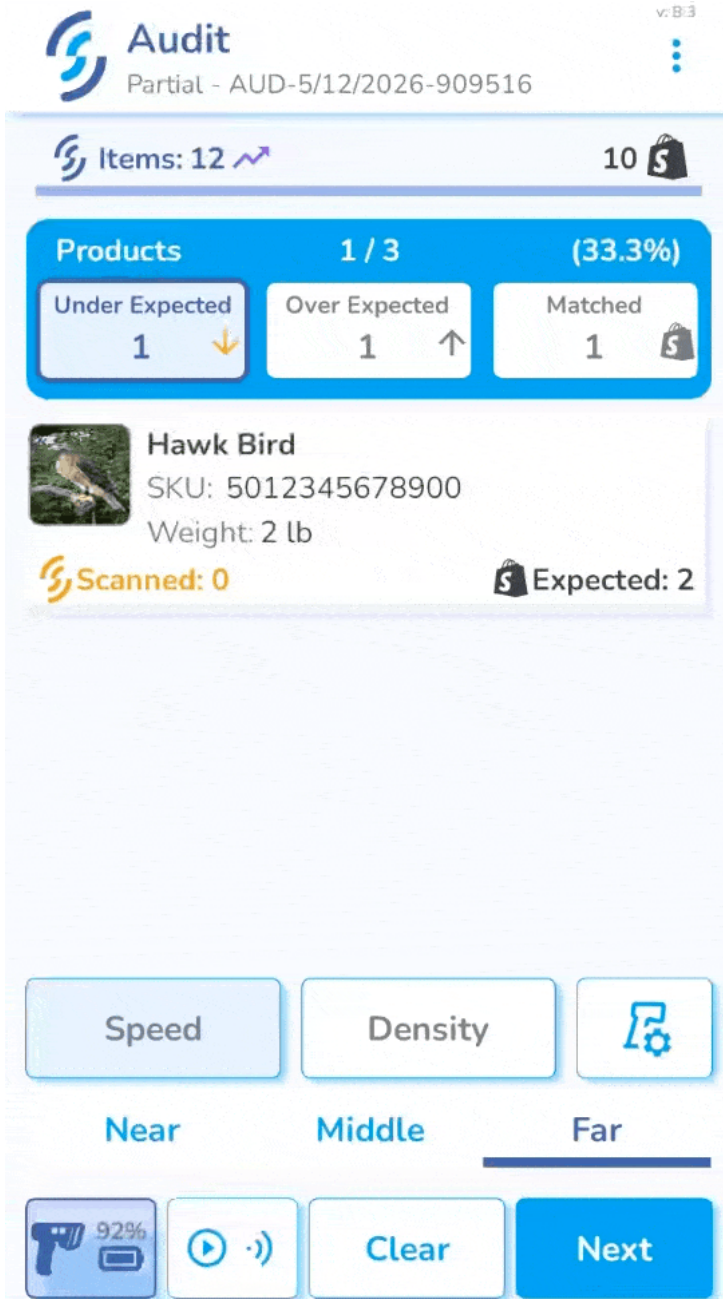 v: B 3
Audit
Partial - AUD-5/12/2026-909516
Items: 12
10
Products 1 / 3 (33.3%)
Under Expected Over Expected Matched
1 1 1
Hawk Bird
SKU: 5012345678900
Weight: 2 lb
Scanned: 0 Expected: 2
Speed Density
Near Middle Far
92%
Clear Next